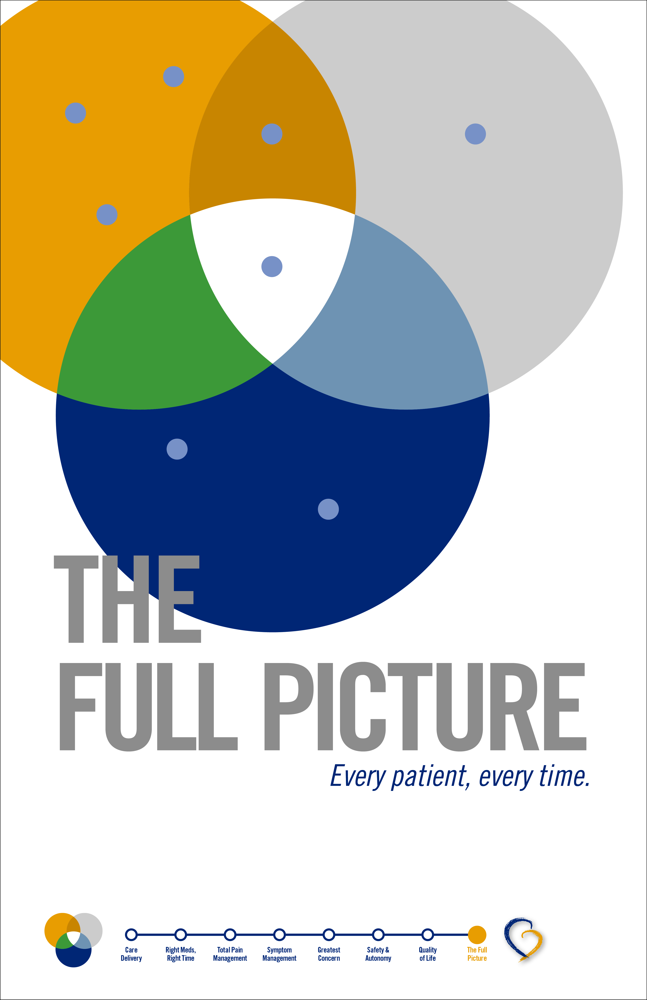 THE
FULL PICTURE
Every patient, every time.
Care
Delivery
Right Meds,
Right Time
Total Pain
Management
Symptom
Management
Greatest
Concern
Safety &
Autonomy
Quality
of Life
The Full
Picture